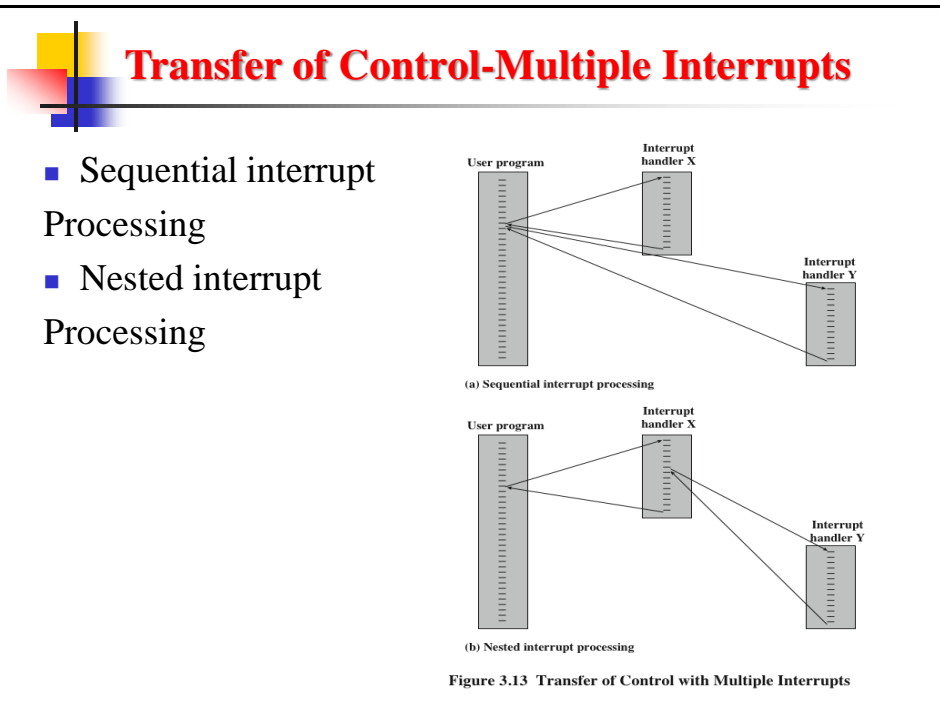 Transfer of Control-Multiple Interrupts
Sequential interrupt
Processing
Nested interrupt
Processing
User program
Interrupt
handler X
Interrupt
handler Y
(a) Sequential interrupt processing
User program
Interrupt
handler X
Interrupt
handler Y
(b) Nested interrupt processing
Figure 3.13 Transfer of Control with Multiple Interrupts